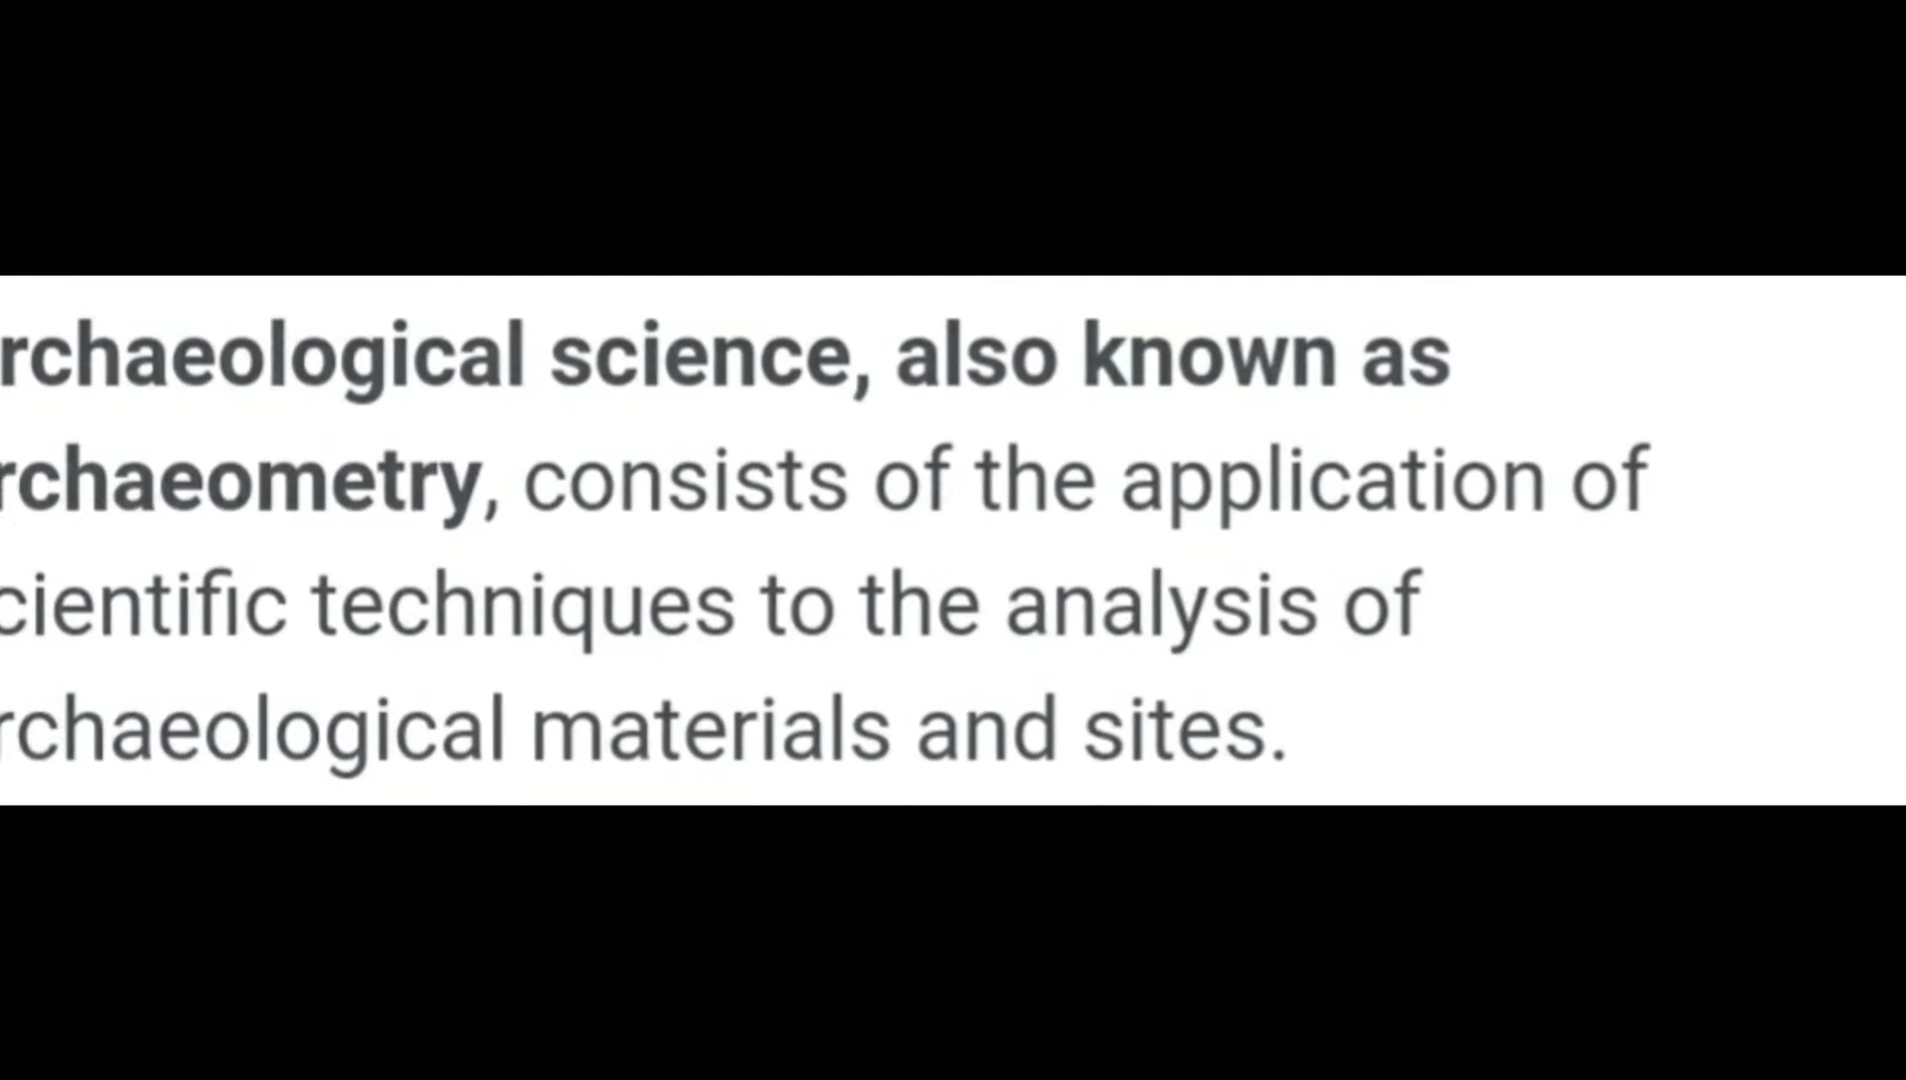 rchaeological science, also known as
rchaeometry, consists of the application of
cientific techniques to the analysis of
rchaeological materials and sites.